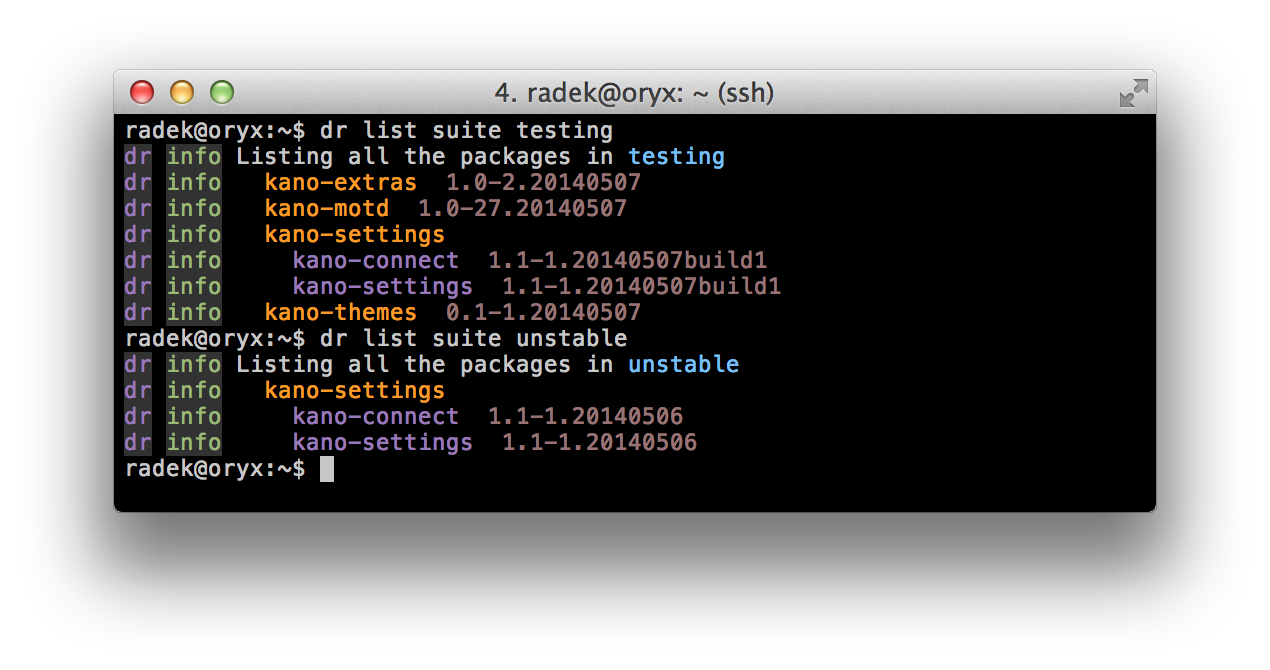 4. radek@oryx: ~ (ssh)
radek@oryx:~$ dr list suite testing
dr info Listing all the packages in testing
dr info   kano-extras  1.0-2.20140507
dr info   kano-motd  1.0-27.20140507
dr info   kano-settings
dr info     kano-connect  1.1-1.20140507build1
dr info     kano-settings  1.1-1.20140507build1
dr info   kano-themes  0.1-1.20140507
radek@oryx:~$ dr list suite unstable
dr info Listing all the packages in unstable
dr info   kano-settings
dr info     kano-connect  1.1-1.20140506
dr info     kano-settings  1.1-1.20140506
radek@oryx:~$